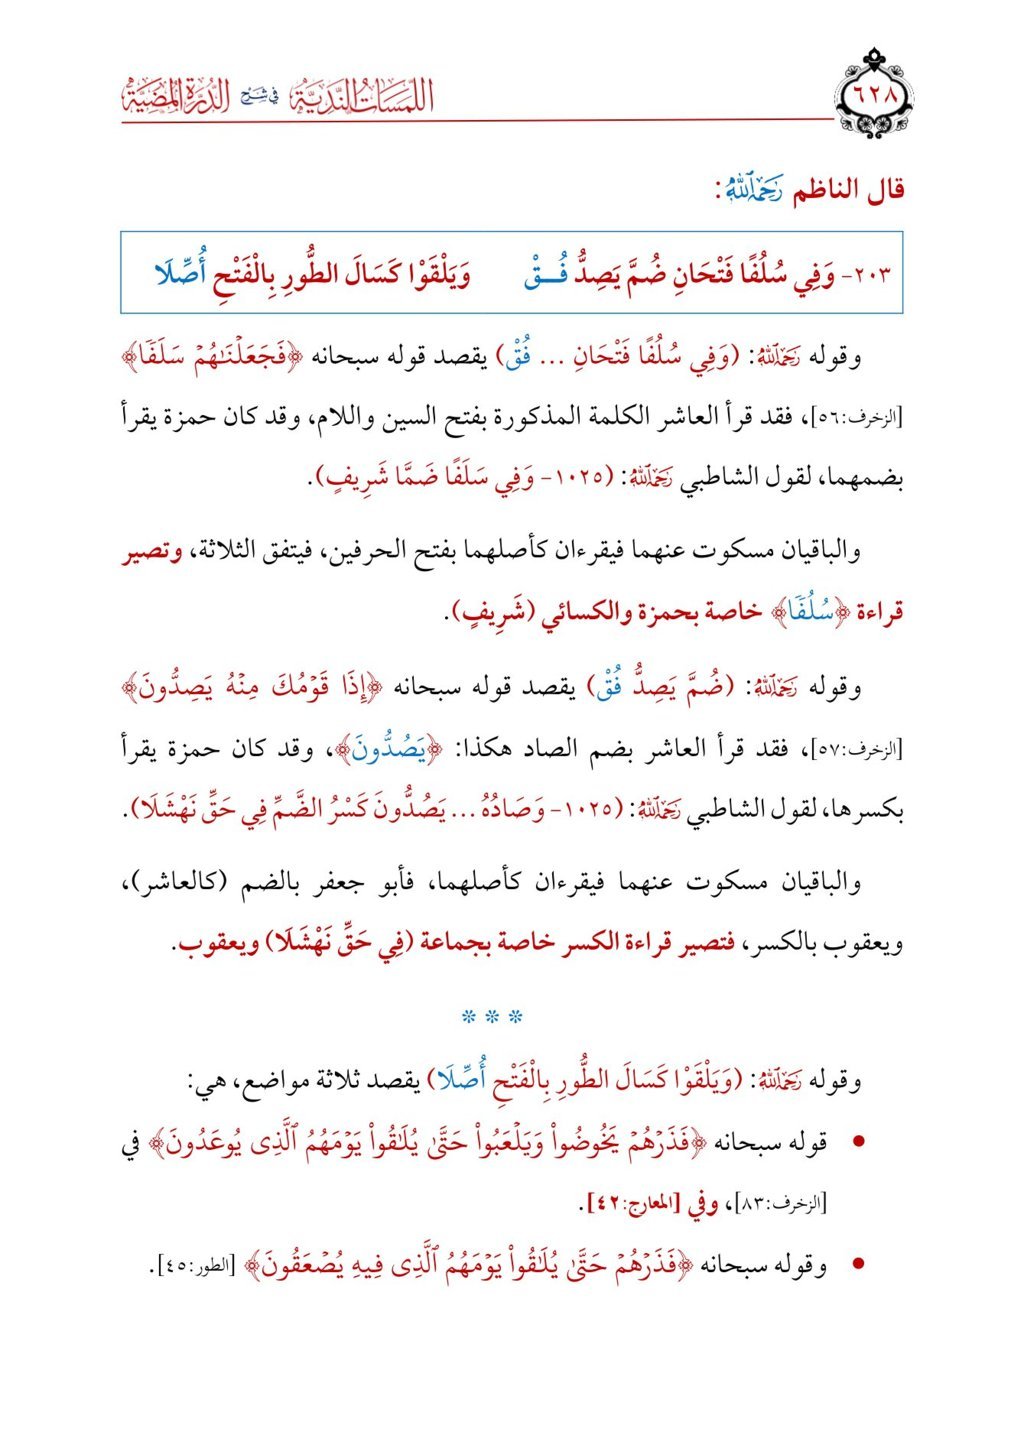 اللمسات الندية في شرح الدرة المضية
٦٢٨
قال الناظم رَحِمَهُ ٱللَّهُ:
٢٠٣- وَفِي سُلُفًا فَتْحَانِ ضُمَّ يَصِدُّ فُـــقْ وَيَلْقَوْا كَسَالَ الطُّورِ بِالْفَتْحِ أُصِّلَا
وقوله رَحِمَهُ ٱللَّهُ: (وَفِي سُلُفًا فَتْحَانِ ... فُقْ) يقصد قوله سبحانه ﴿فَجَعَلْنَـٰهُمْ سَلَفًا﴾
[الزخرف:٥٦]، فقد قرأ العاشر الكلمة المذكورة بفتح السين واللام، وقد كان حمزة يقرأ
بضمهما، لقول الشاطبي رَحِمَهُ ٱللَّهُ: (١٠٢٥- وَفِي سَلَفًا ضَمَّا شَرِيفٍ).
والباقيان مسكوت عنهما فيقرءان كأصلهما بفتح الحرفين، فيتفق الثلاثة، وتصير
قراءة ﴿سُلُفًا﴾ خاصة بحمزة والكسائي (شَرِيفٍ).
وقوله رَحِمَهُ ٱللَّهُ: (ضُمَّ يَصِدُّ فُقْ) يقصد قوله سبحانه ﴿إِذَا قَوْمُكَ مِنْهُ يَصِدُّونَ﴾
[الزخرف:٥٧]، فقد قرأ العاشر بضم الصاد هكذا: ﴿يَصُدُّونَ﴾، وقد كان حمزة يقرأ
بكسرها، لقول الشاطبي رَحِمَهُ ٱللَّهُ: (١٠٢٥- وَصَادُهُ ... يَصُدُّونَ كَسْرُ الضَّمِّ فِي حَقِّ نَهْشَلَا).
والباقيان مسكوت عنهما فيقرءان كأصلهما، فأبو جعفر بالضم (كالعاشر)،
ويعقوب بالكسر، فتصير قراءة الكسر خاصة بجماعة (فِي حَقِّ نَهْشَلَا) ويعقوب.
* * *
وقوله رَحِمَهُ ٱللَّهُ: (وَيَلْقَوْا كَسَالَ الطُّورِ بِالْفَتْحِ أُصِّلَا) يقصد ثلاثة مواضع، هي:
• قوله سبحانه ﴿فَذَرْهُمْ يَخُوضُوا۟ وَيَلْعَبُوا۟ حَتَّىٰ يُلَـٰقُوا۟ يَوْمَهُمُ ٱلَّذِى يُوعَدُونَ﴾ في
[الزخرف:٨٣]، وفي [المعارج:٤٢].
• وقوله سبحانه ﴿فَذَرْهُمْ حَتَّىٰ يُلَـٰقُوا۟ يَوْمَهُمُ ٱلَّذِى فِيهِ يُصْعَقُونَ﴾ [الطور:٤٥].